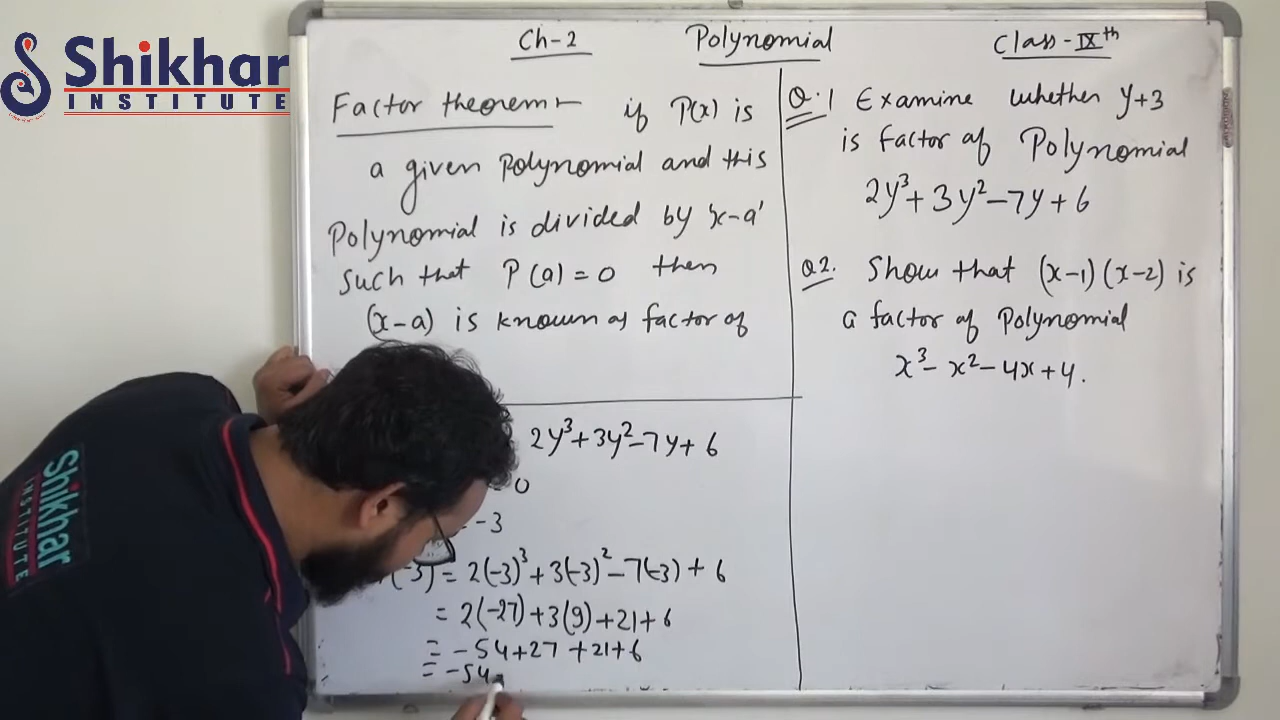 Shikhar
INSTITUTE
Ch-2 Polynomial Class-IXth
Factor theorem if P(x) is
a given Polynomial and this
Polynomial is divided by 'x-a'
such that P(a) = 0 then
(x-a) is known as factor of
2y³+3y²-7y+6
= 0
= -3
(-3) = 2(-3)³+3(-3)²-7(-3)+6
= 2(-27)+3(9)+21+6
= -54+27+21+6
= -54
Q.1 Examine whether y+3
is factor of Polynomial
2y³+3y²-7y+6
Q2. Show that (x-1)(x-2) is
a factor of Polynomial
x³-x²-4x+4.
Shikhar
INSTITUTE